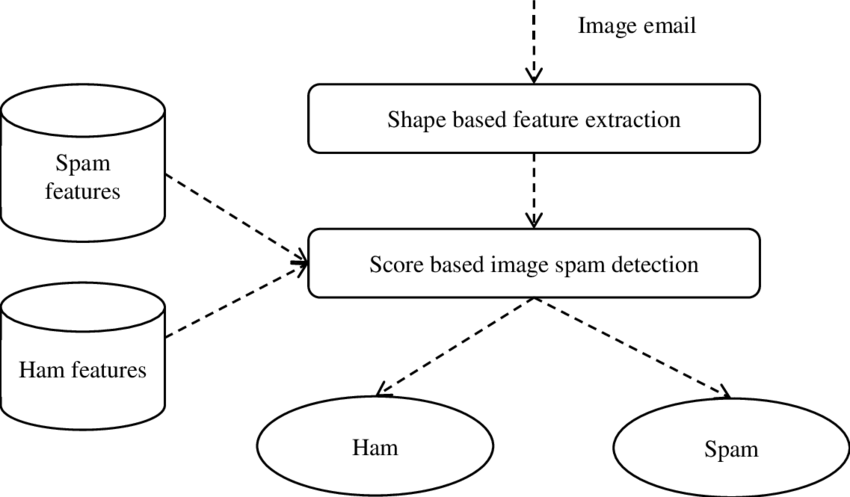 Image email
Shape based feature extraction
Spam
features
Score based image spam detection
Ham features
Ham
Spam